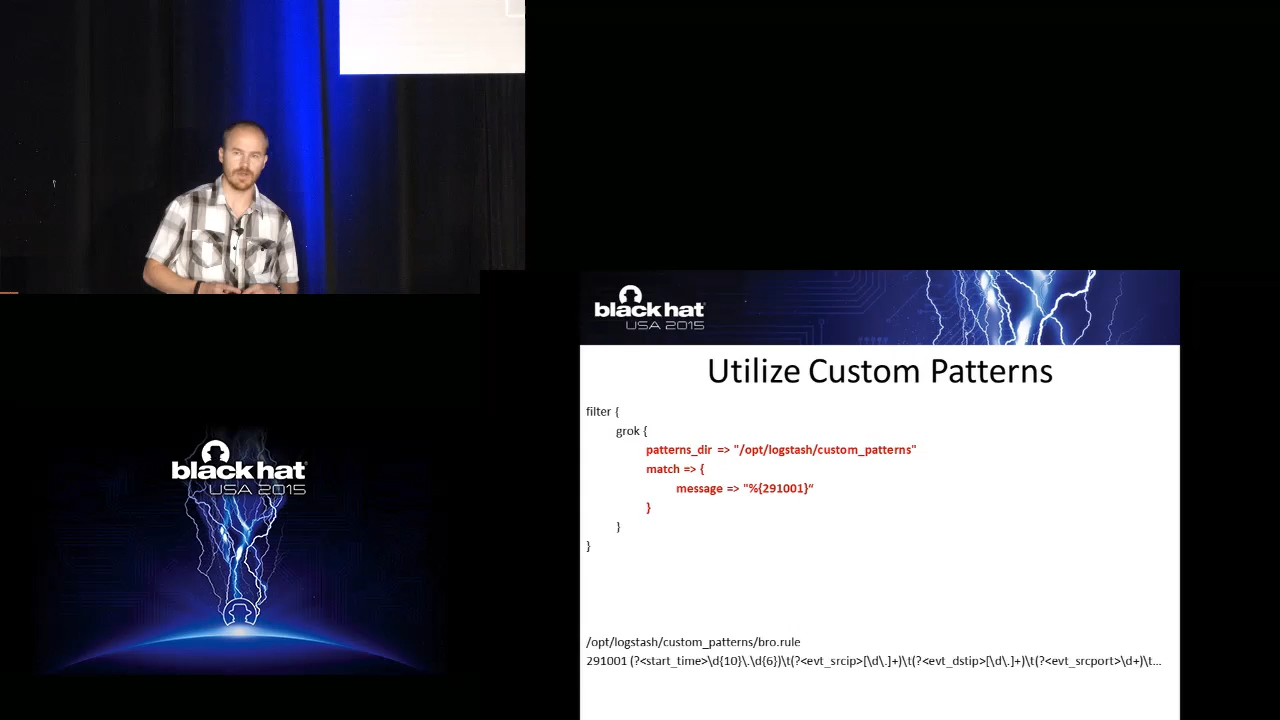 black hat
USA 2015
Utilize Custom Patterns
filter {
grok {
patterns_dir => "/opt/logstash/custom_patterns"
match => {
message => "%{291001}“
}
}
}
/opt/logstash/custom_patterns/bro.rule
291001 (?<start_time>\d{10}\.\d{6})\t(?<evt_srcip>[\d\.]+)\t(?<evt_dstip>[\d\.]+)\t(?<evt_srcport>\d+)\t...
black hat
USA 2015